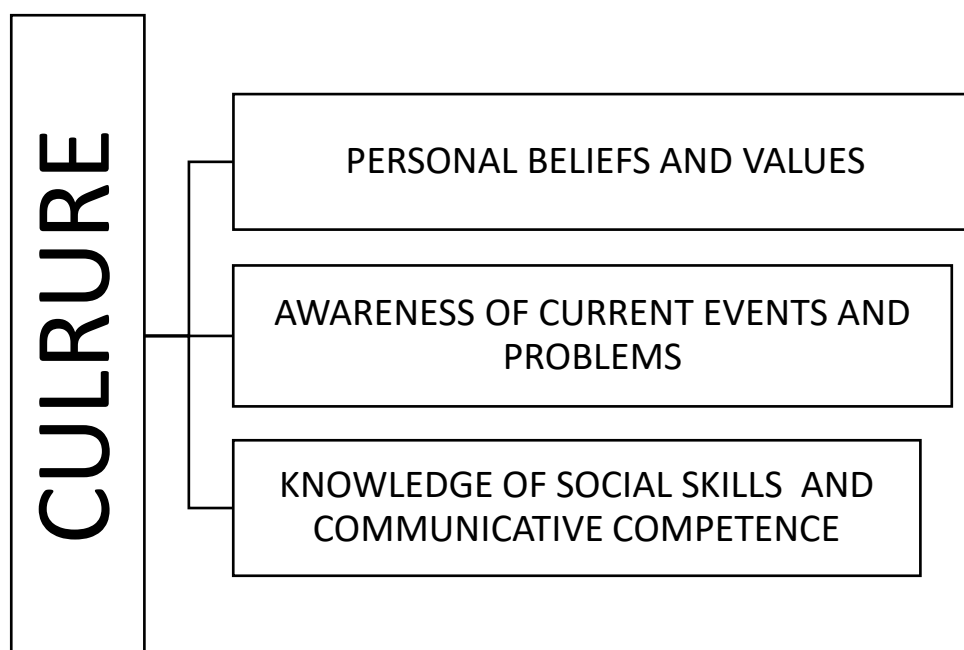 CULRURE
PERSONAL BELIEFS AND VALUES
AWARENESS OF CURRENT EVENTS AND
PROBLEMS
KNOWLEDGE OF SOCIAL SKILLS  AND
COMMUNICATIVE COMPETENCE